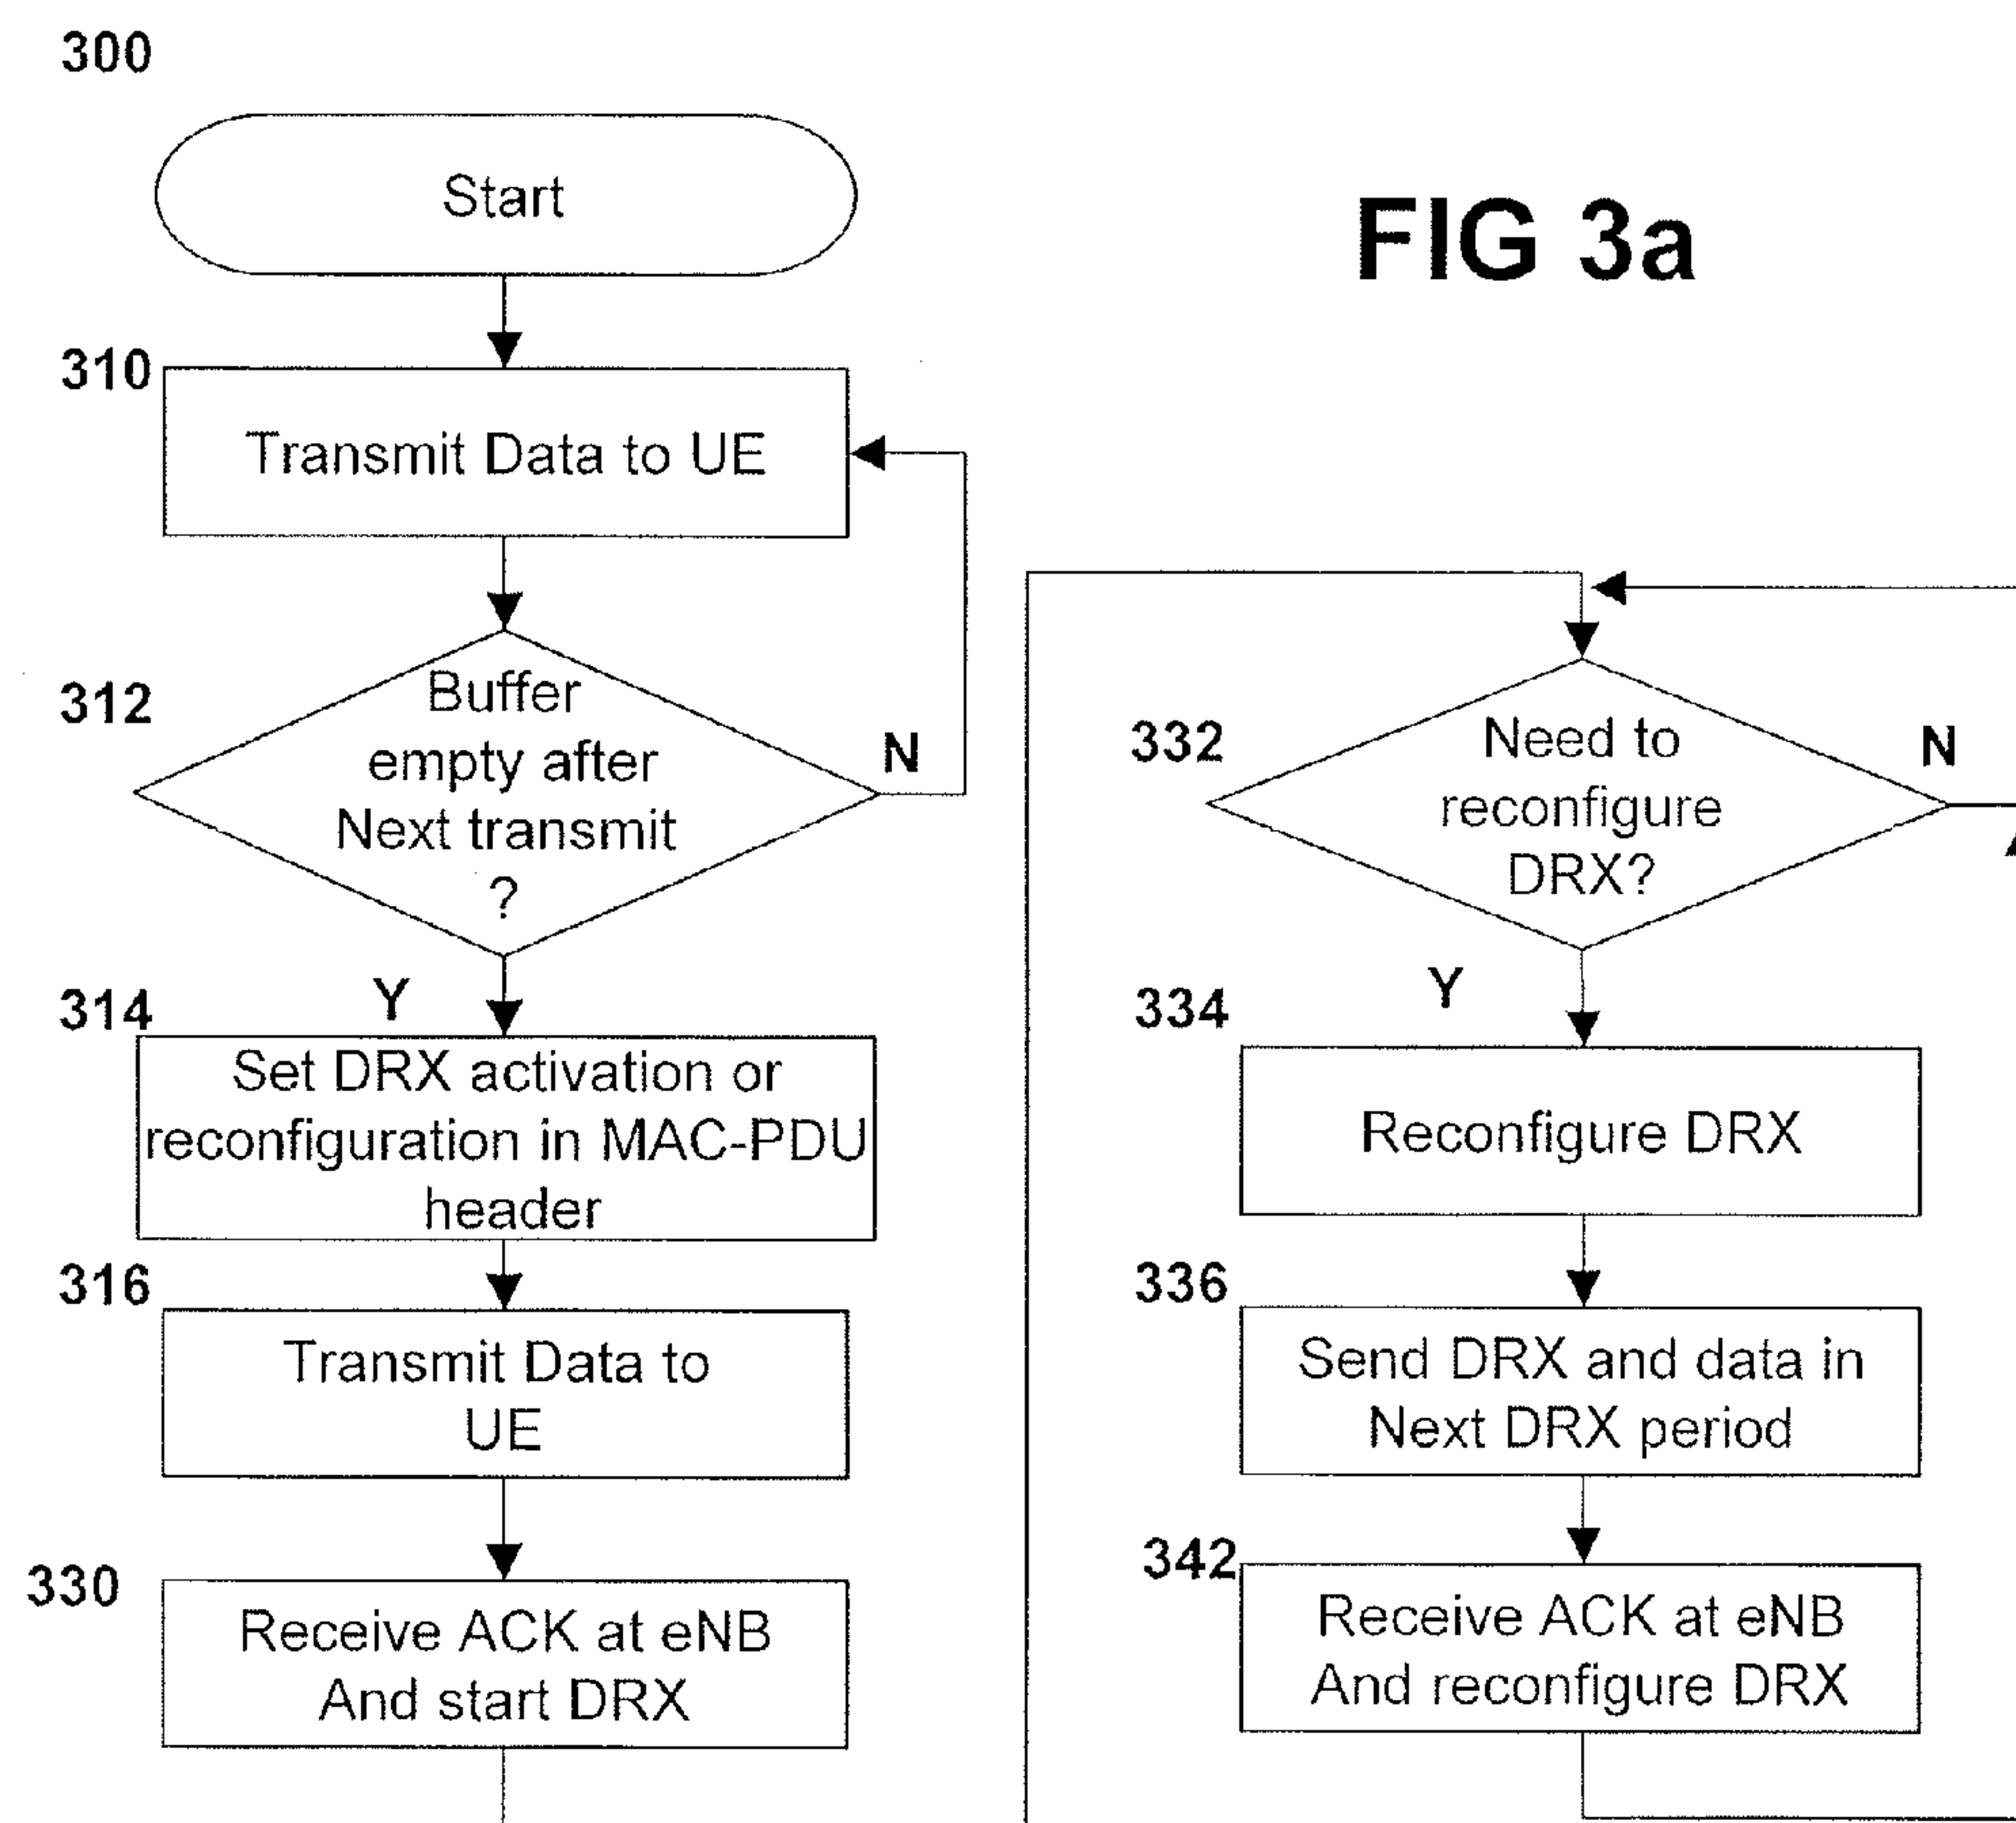 300
Start
FIG 3a
310
Transmit Data to UE
312
Buffer
empty after
Next transmit
?
N
Y
314
Set DRX activation or
reconfiguration in MAC-PDU
header
316
Transmit Data to
UE
330
Receive ACK at eNB
And start DRX
332
Need to
reconfigure
DRX?
N
Y
334
Reconfigure DRX
336
Send DRX and data in
Next DRX period
342
Receive ACK at eNB
And reconfigure DRX